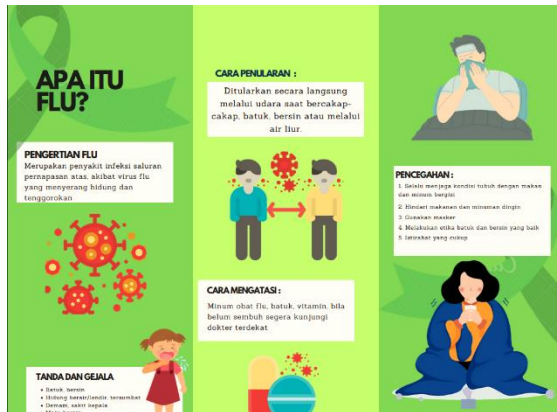 APA ITU
FLU?
PENGERTIAN FLU
Merupakan penyakit infeksi saluran
pernapasan atas, akibat virus flu
yang menyerang hidung dan
tenggorokan
TANDA DAN GEJALA
Batuk, bersin
Hidung berair/lendir, tersumbat
Demam, sakit kepala
CARA PENULARAN :
Ditularkan secara langsung
melalui udara saat bercakap-
cakap, batuk, bersin atau melalui
air liur.
CARA MENGATASI :
Minum obat flu, batuk, vitamin, bila
belum sembuh segera kunjungi
dokter terdekat
PENCEGAHAN :
1. Selalu menjaga kondisi tubuh dengan makan
dan minum bergizi
2. Hindari makanan dan minuman dingin
3. Gunakan masker
4. Melakukan etika batuk dan bersin yang baik
5. Istirahat yang cukup